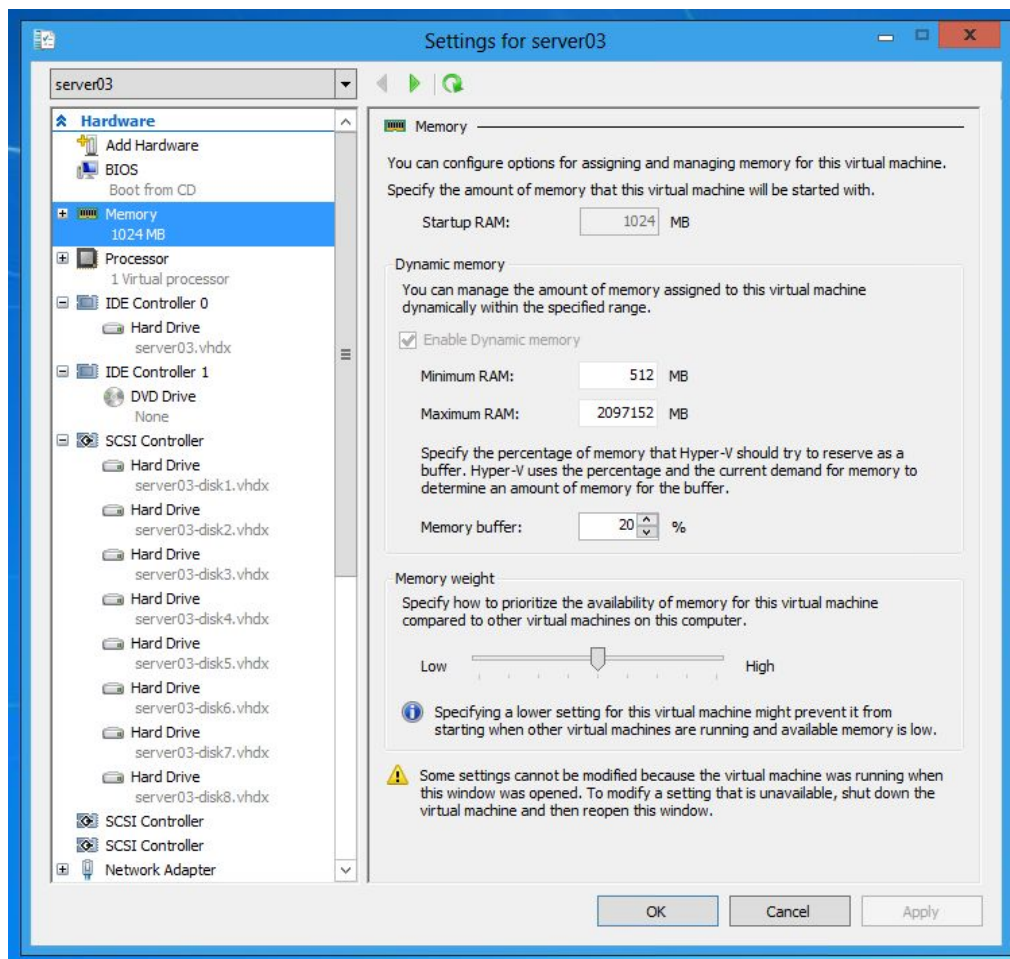 Settings for server03
X
server03
Hardware
Add Hardware
BIOS
Boot from CD
Memory
1024 MB
Processor
1 Virtual processor
IDE Controller 0
Hard Drive
server03.vhdx
IDE Controller 1
DVD Drive
None
SCSI Controller
Hard Drive
server03-disk1.vhdx
Hard Drive
server03-disk2.vhdx
Hard Drive
server03-disk3.vhdx
Hard Drive
server03-disk4.vhdx
Hard Drive
server03-disk5.vhdx
Hard Drive
server03-disk6.vhdx
Hard Drive
server03-disk7.vhdx
Hard Drive
server03-disk8.vhdx
SCSI Controller
SCSI Controller
Network Adapter
Memory
You can configure options for assigning and managing memory for this virtual machine.
Specify the amount of memory that this virtual machine will be started with.
Startup RAM: 1024 MB
Dynamic memory
You can manage the amount of memory assigned to this virtual machine
dynamically within the specified range.
Enable Dynamic memory
Minimum RAM: 512 MB
Maximum RAM: 2097152 MB
Specify the percentage of memory that Hyper-V should try to reserve as a
buffer. Hyper-V uses the percentage and the current demand for memory to
determine an amount of memory for the buffer.
Memory buffer: 20 %
Memory weight
Specify how to prioritize the availability of memory for this virtual machine
compared to other virtual machines on this computer.
Low High
Specifying a lower setting for this virtual machine might prevent it from
starting when other virtual machines are running and available memory is low.
Some settings cannot be modified because the virtual machine was running when
this window was opened. To modify a setting that is unavailable, shut down the
virtual machine and then reopen this window.
OK Cancel Apply